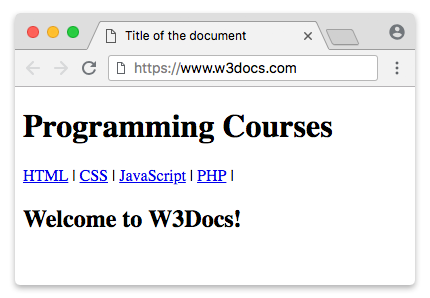 Title of the document
https://www.w3docs.com
Programming Courses
HTML | CSS | JavaScript | PHP |
Welcome to W3Docs!